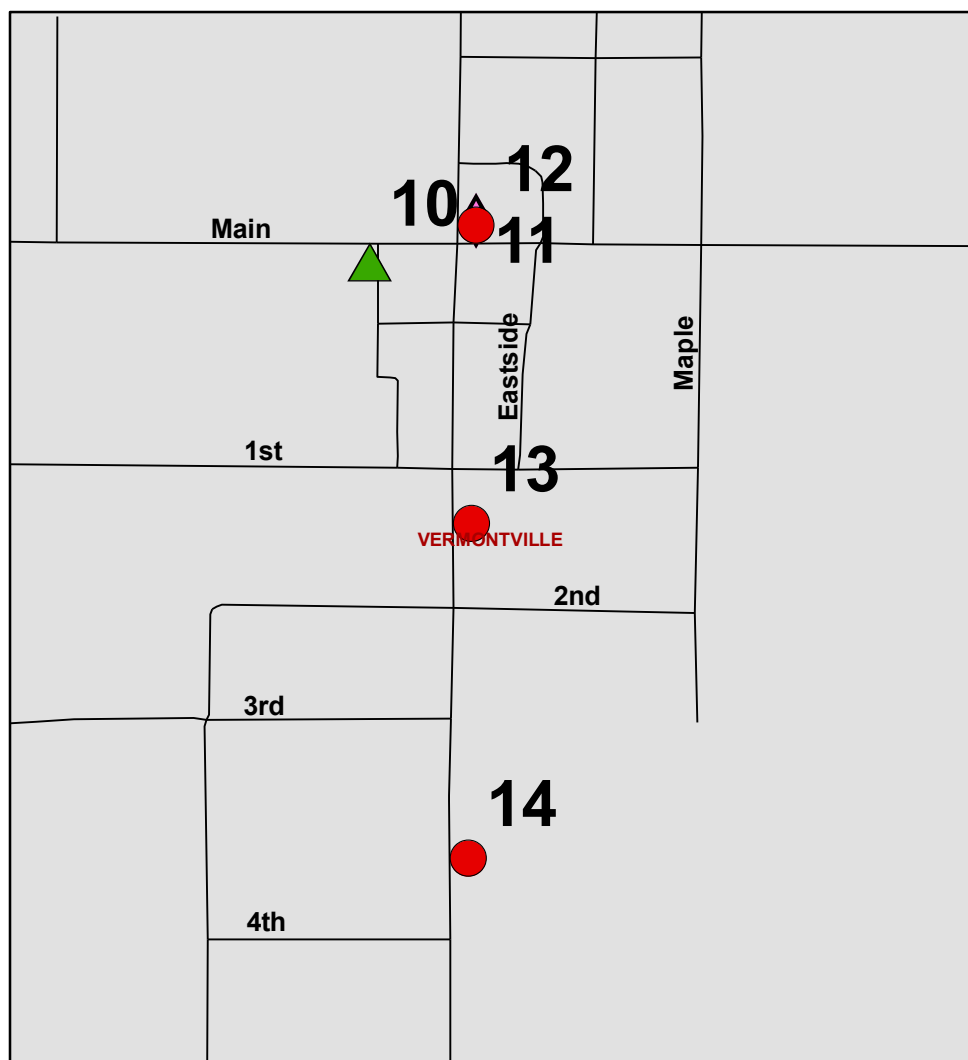 12
10
Main
11
Eastside
Maple
1st
13
VERMONTVILLE
2nd
3rd
14
4th